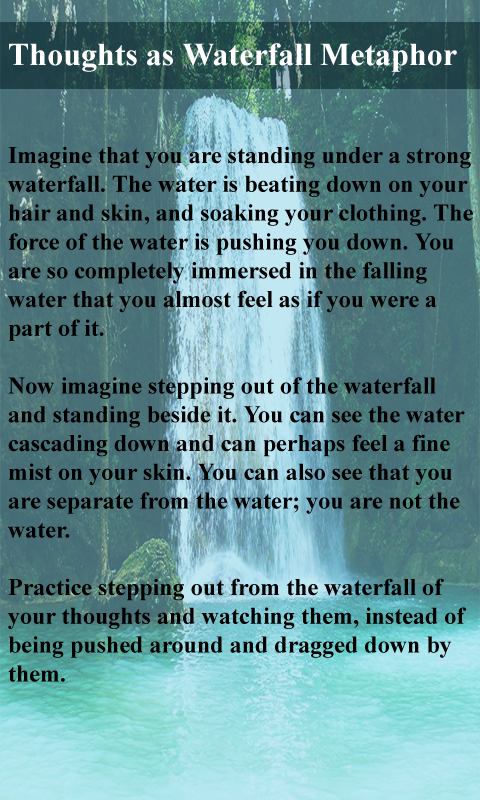 Thoughts as Waterfall Metaphor
Imagine that you are standing under a strong
waterfall. The water is beating down on your
hair and skin, and soaking your clothing. The
force of the water is pushing you down. You
are so completely immersed in the falling
water that you almost feel as if you were a
part of it.
Now imagine stepping out of the waterfall
and standing beside it. You can see the water
cascading down and can perhaps feel a fine
mist on your skin. You can also see that you
are separate from the water; you are not the
water.
Practice stepping out from the waterfall of
your thoughts and watching them, instead of
being pushed around and dragged down by
them.